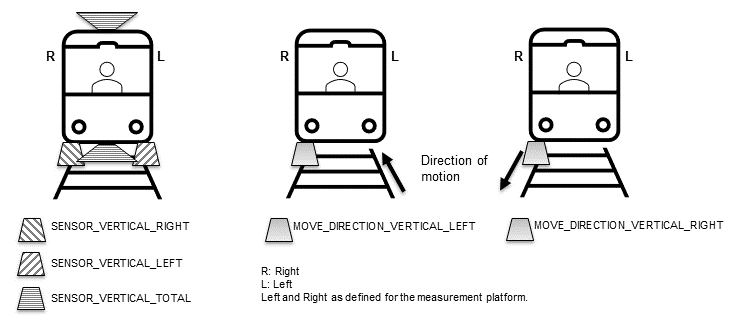 R
L
R
L
R
L
Direction of
motion
SENSOR_VERTICAL_RIGHT
MOVE_DIRECTION_VERTICAL_LEFT
MOVE_DIRECTION_VERTICAL_RIGHT
SENSOR_VERTICAL_LEFT
SENSOR_VERTICAL_TOTAL
R: Right
L: Left
Left and Right as defined for the measurement platform.